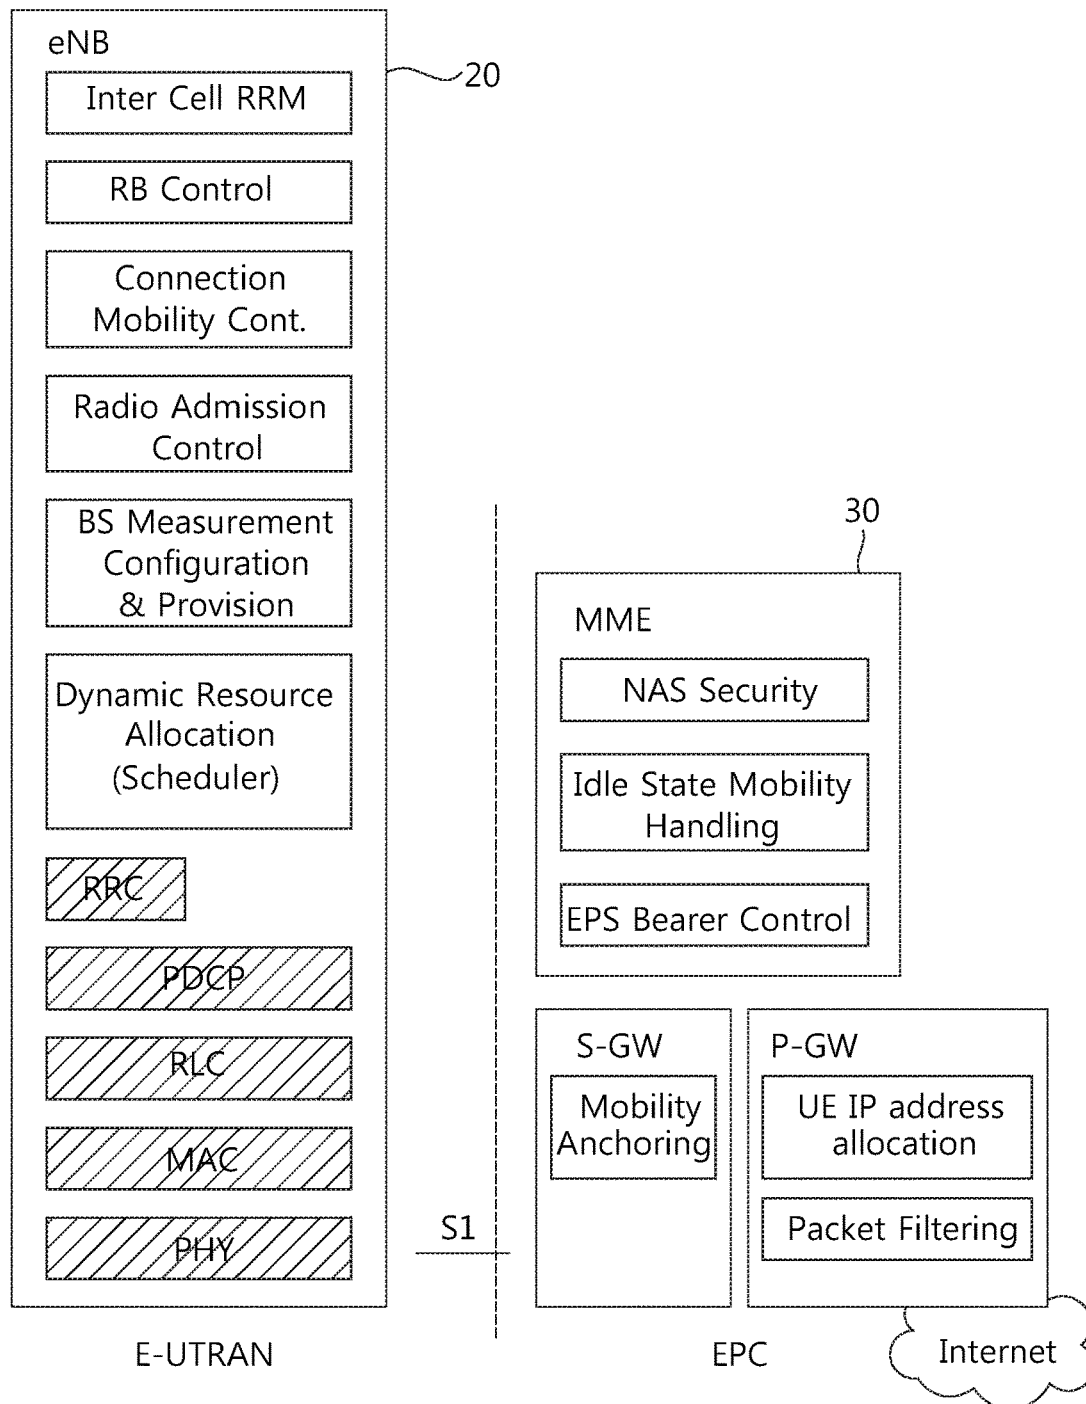 eNB
20
Inter Cell RRM
RB Control
Connection
Mobility Cont.
Radio Admission
Control
BS Measurement
Configuration
& Provision
Dynamic Resource
Allocation
(Scheduler)
RRC
PDCP
RLC
MAC
PHY
E-UTRAN
S1
30
MME
NAS Security
Idle State Mobility
Handling
EPS Bearer Control
S-GW
Mobility
Anchoring
P-GW
UE IP address
allocation
Packet Filtering
EPC
Internet